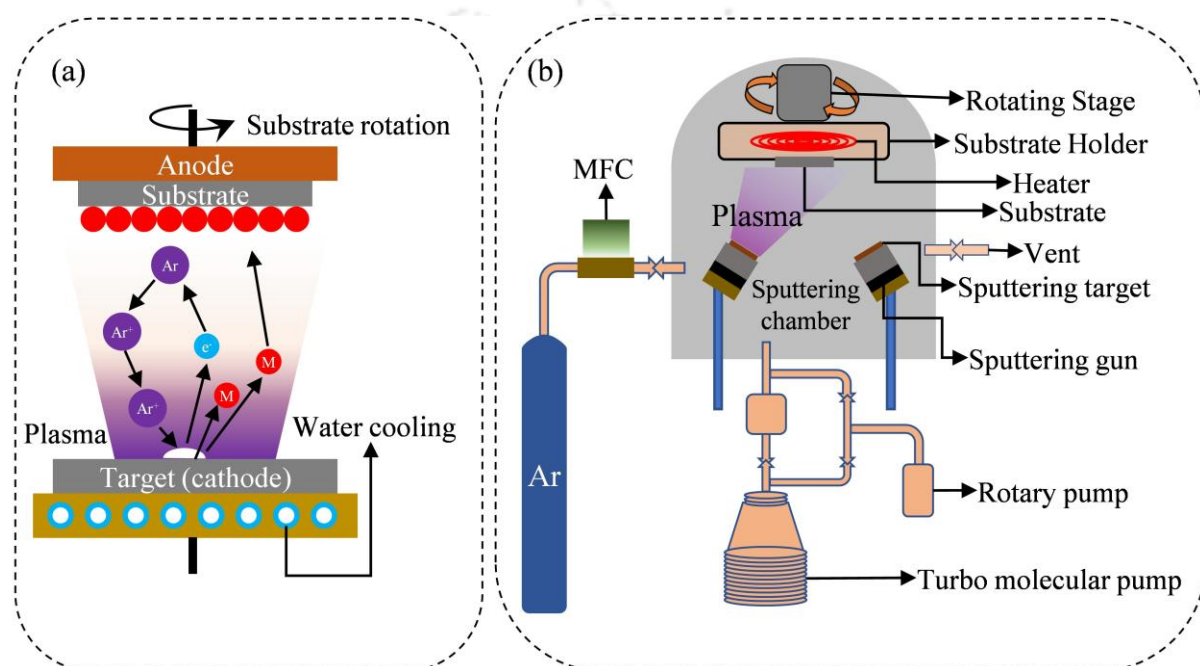 (a)
Substrate rotation
Anode
Substrate
Ar
Ar⁺
e⁻
M
Ar⁺
M
Plasma
Water cooling
Target (cathode)
(b)
Rotating Stage
MFC
Substrate Holder
Heater
Plasma
Substrate
Vent
Sputtering
chamber
Sputtering target
Sputtering gun
Ar
Rotary pump
Turbo molecular pump